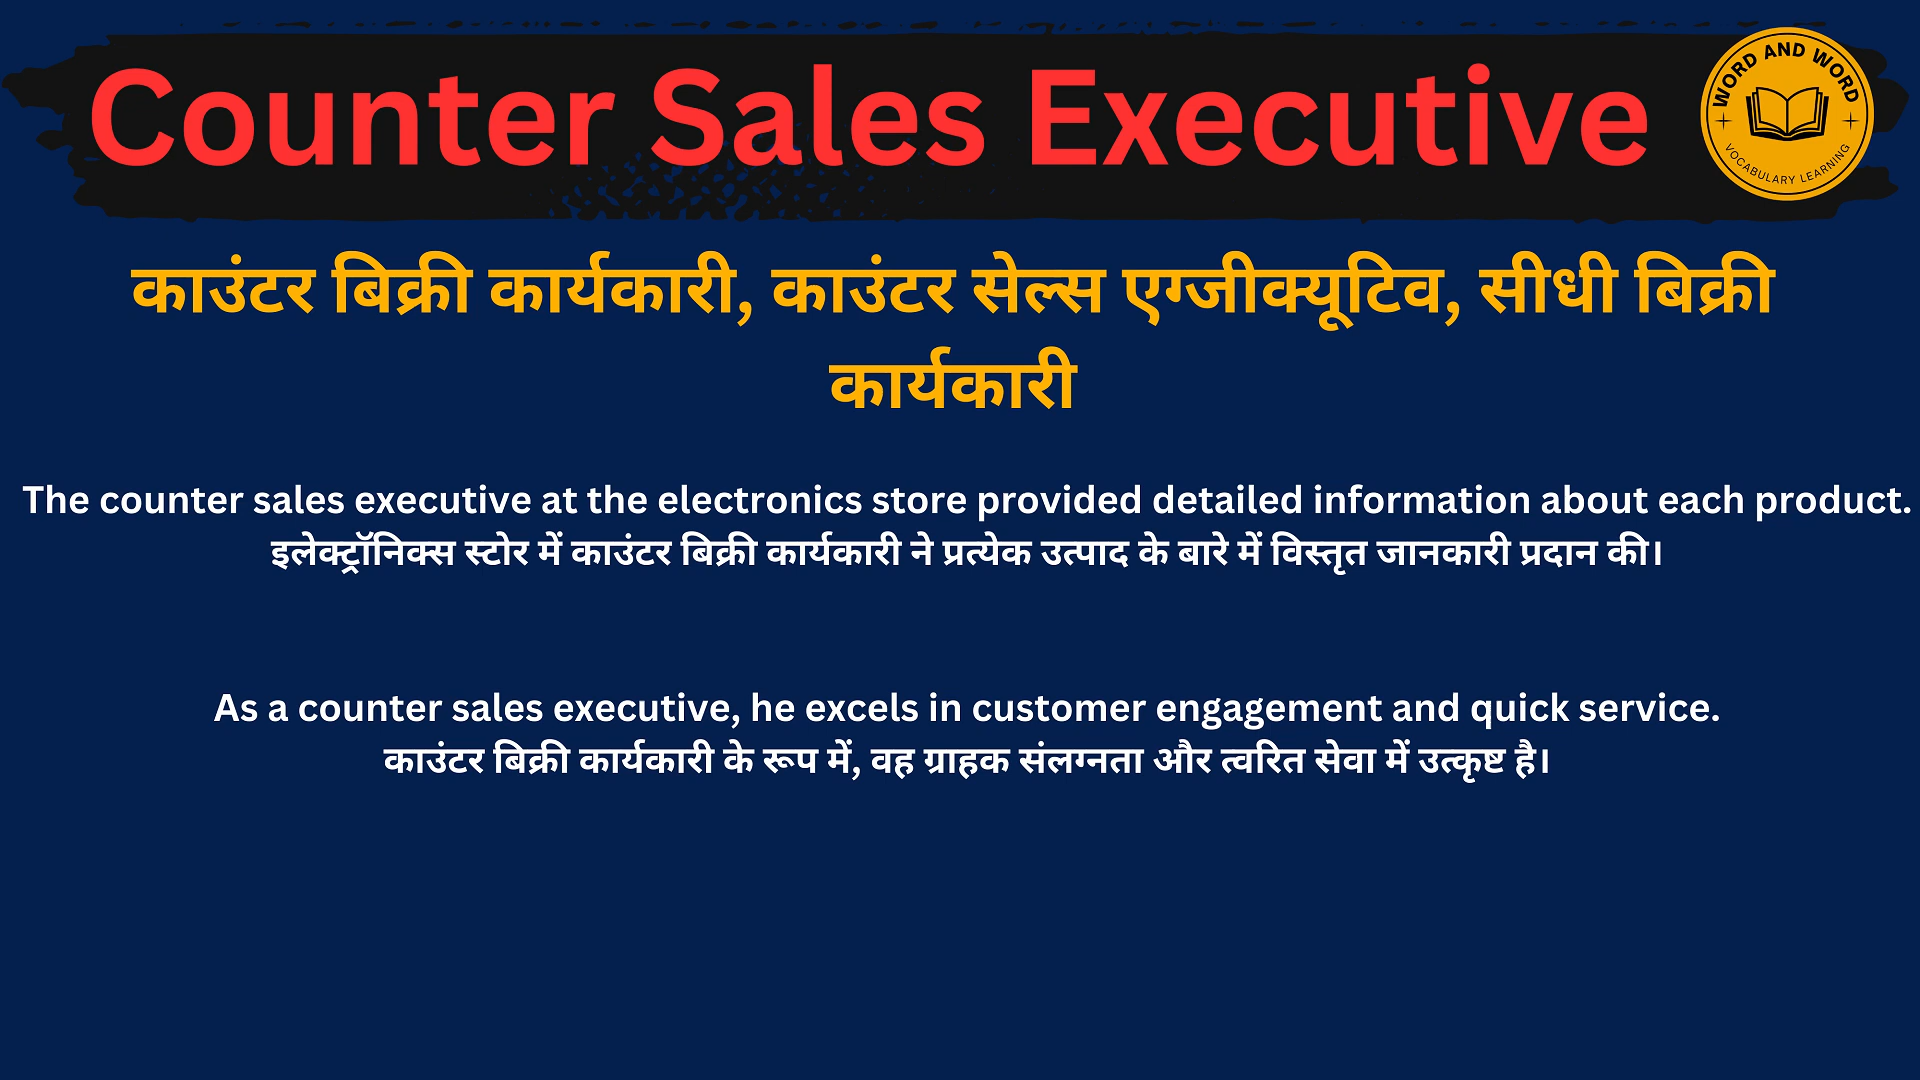 Counter Sales Executive
WORD AND WORD
VOCABULARY LEARNING
काउंटर बिक्री कार्यकारी, काउंटर सेल्स एग्जीक्यूटिव, सीधी बिक्री
कार्यकारी
The counter sales executive at the electronics store provided detailed information about each product.
इलेक्ट्रॉनिक्स स्टोर में काउंटर बिक्री कार्यकारी ने प्रत्येक उत्पाद के बारे में विस्तृत जानकारी प्रदान की।
As a counter sales executive, he excels in customer engagement and quick service.
काउंटर बिक्री कार्यकारी के रूप में, वह ग्राहक संलग्नता और त्वरित सेवा में उत्कृष्ट है।